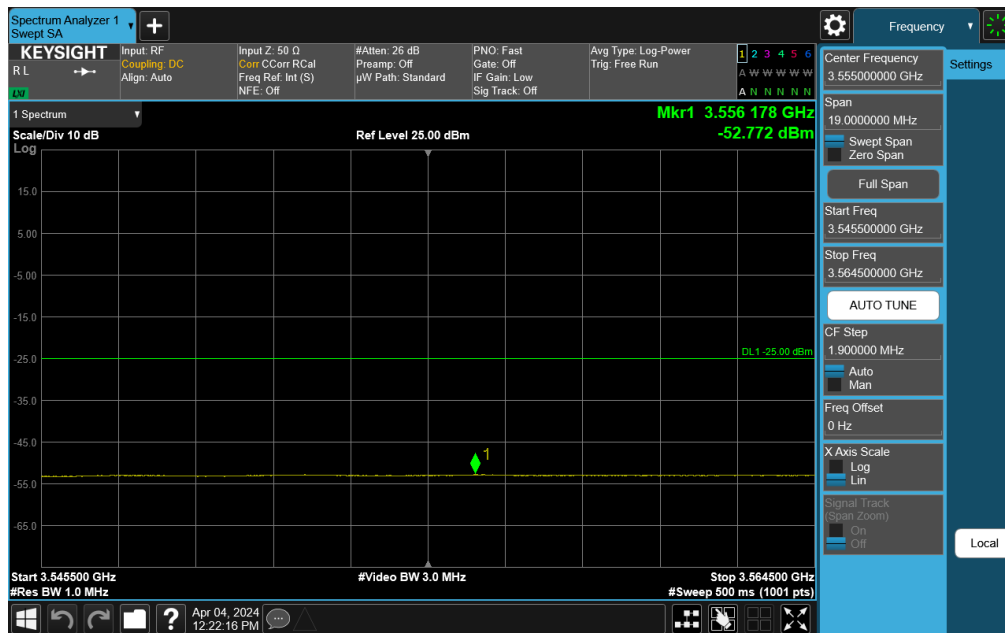 Spectrum Analyzer 1
Swept SA
Frequency
KEYSIGHT
R L
LXI
Input: RF
Coupling: DC
Align: Auto
Input Z: 50 Ω
Corr CCorr RCal
Freq Ref: Int (S)
NFE: Off
#Atten: 26 dB
Preamp: Off
µW Path: Standard
PNO: Fast
Gate: Off
IF Gain: Low
Sig Track: Off
Avg Type: Log-Power
Trig: Free Run
1 2 3 4 5 6
A W W W W W
A N N N N N
1 Spectrum
Scale/Div 10 dB
Log
Ref Level 25.00 dBm
Mkr1 3.556 178 GHz
-52.772 dBm
15.0
5.00
-5.00
-15.0
-25.0
DL1 -25.00 dBm
-35.0
-45.0
1
-55.0
-65.0
Start 3.545500 GHz
#Video BW 3.0 MHz
Stop 3.564500 GHz
#Res BW 1.0 MHz
#Sweep 500 ms (1001 pts)
Center Frequency
3.555000000 GHz
Settings
Span
19.0000000 MHz
Swept Span
Zero Span
Full Span
Start Freq
3.545500000 GHz
Stop Freq
3.564500000 GHz
AUTO TUNE
CF Step
1.900000 MHz
Auto
Man
Freq Offset
0 Hz
X Axis Scale
Log
Lin
Signal Track
(Span Zoom)
On
Off
Local
?
Apr 04, 2024
12:22:16 PM